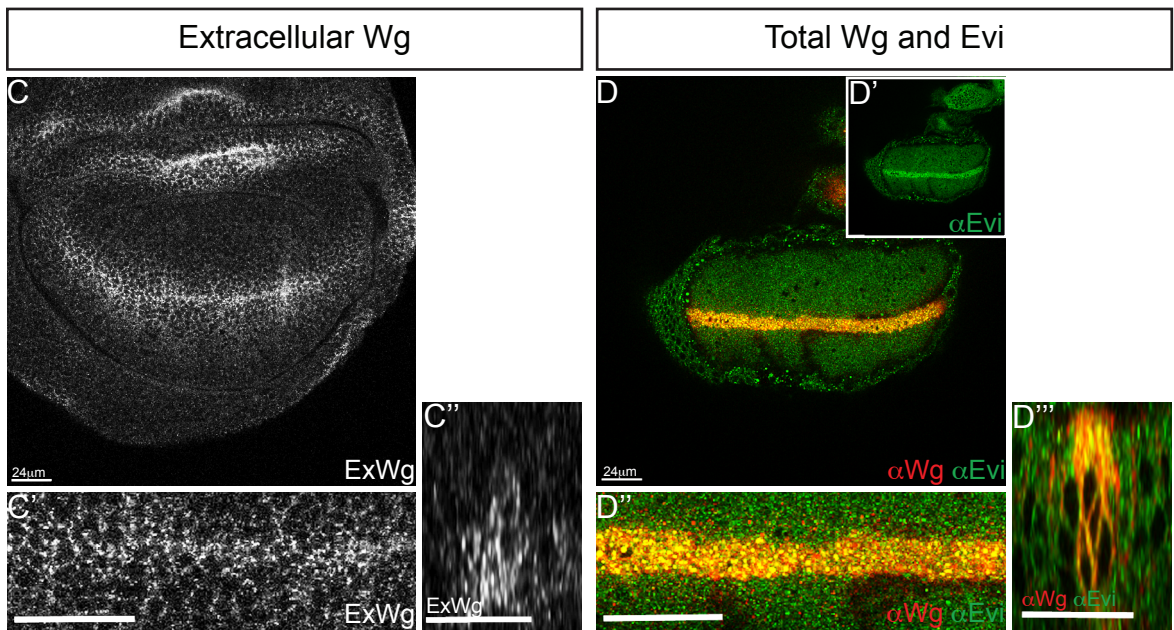 Extracellular Wg
Total Wg and Evi
C
24μm
ExWg
C'
ExWg
C''
ExWg
D
D'
αEvi
24μm
αWg αEvi
D''
αWg αEvi
D'''
αWg αEvi